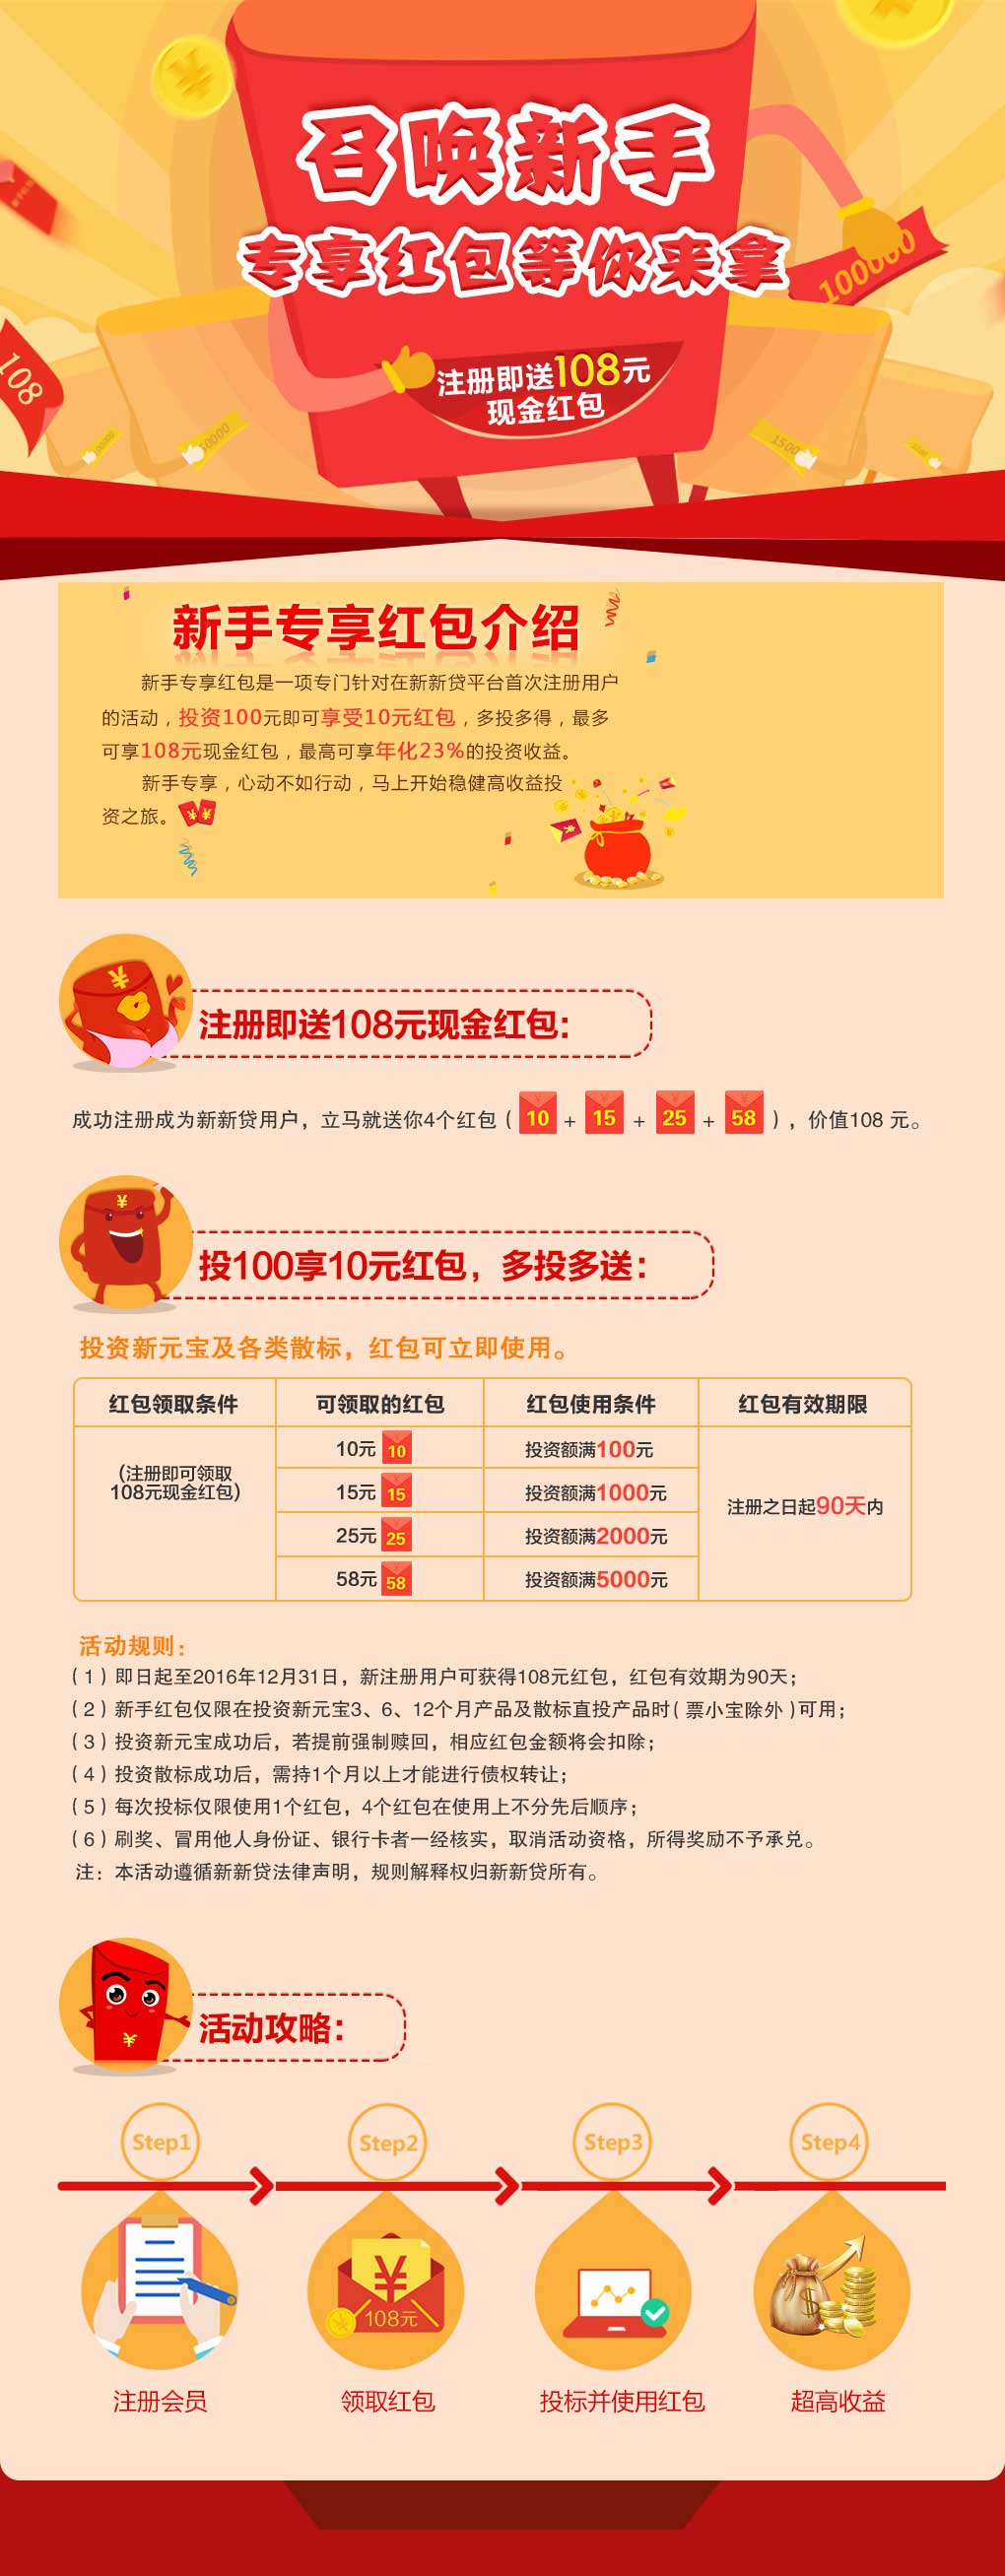 召唤新手
专享红包等你来拿
100000
108
注册即送108元
现金红包
10000
1500
新手专享红包介绍
新手专享红包是一项专门针对在新新贷平台首次注册用户
的活动，投资100元即可享受10元红包，多投多得，最多
可享108元现金红包，最高可享年化23%的投资收益。
新手专享，心动不如行动，马上开始稳健高收益投
资之旅。
注册即送108元现金红包:
成功注册成为新新贷用户，立马就送你4个红包（10 + 15 + 25 + 58），价值108 元。
投100享10元红包，多投多送：
投资新元宝及各类散标，红包可立即使用。
红包领取条件 可领取的红包 红包使用条件 红包有效期限
(注册即可领取
108元现金红包)
10元 10 投资额满100元
15元 15 投资额满1000元
注册之日起90天内
25元 25 投资额满2000元
58元 58 投资额满5000元
活动规则：
（1）即日起至2016年12月31日，新注册用户可获得108元红包，红包有效期为90天；
（2）新手红包仅限在投资新元宝3、6、12个月产品及散标直投产品时（票小宝除外）可用；
（3）投资新元宝成功后，若提前强制赎回，相应红包金额将会扣除；
（4）投资散标成功后，需持1个月以上才能进行债权转让；
（5）每次投标仅限使用1个红包，4个红包在使用上不分先后顺序；
（6）刷奖、冒用他人身份证、银行卡者一经核实，取消活动资格，所得奖励不予承兑。
注：本活动遵循新新贷法律声明，规则解释权归新新贷所有。
活动攻略：
Step1 Step2 Step3 Step4
¥
108元
$
注册会员 领取红包 投标并使用红包 超高收益